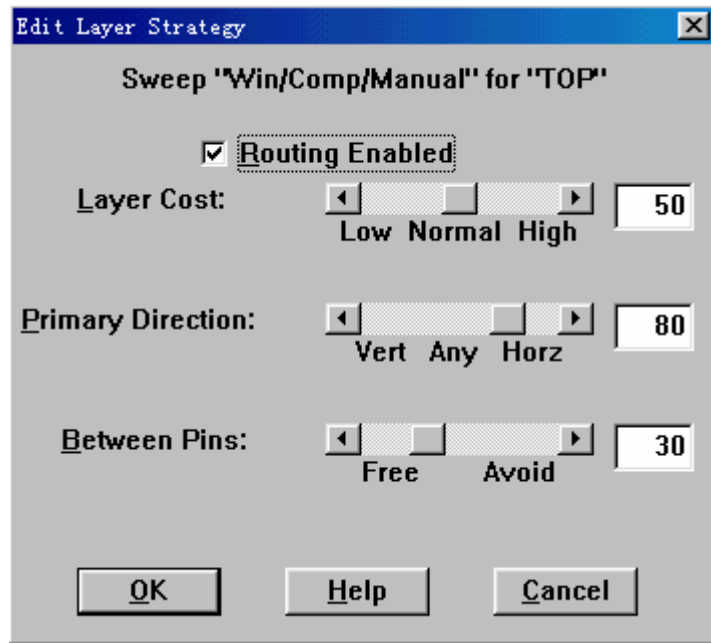 Edit Layer Strategy
Sweep "Win/Comp/Manual" for "TOP"
Routing Enabled
Layer Cost: 50
Low Normal High
Primary Direction: 80
Vert Any Horz
Between Pins: 30
Free Avoid
OK Help Cancel